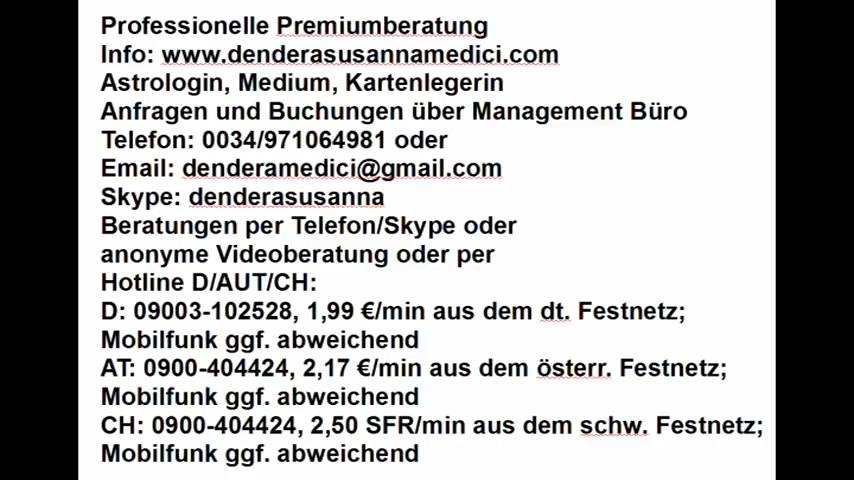 Professionelle Premiumberatung
Info: www.denderasusannamedici.com
Astrologin, Medium, Kartenlegerin
Anfragen und Buchungen über Management Büro
Telefon: 0034/971064981 oder
Email: denderamedici@gmail.com
Skype: denderasusanna
Beratungen per Telefon/Skype oder
anonyme Videoberatung oder per
Hotline D/AUT/CH:
D: 09003-102528, 1,99 €/min aus dem dt. Festnetz;
Mobilfunk ggf. abweichend
AT: 0900-404424, 2,17 €/min aus dem österr. Festnetz;
Mobilfunk ggf. abweichend
CH: 0900-404424, 2,50 SFR/min aus dem schw. Festnetz;
Mobilfunk ggf. abweichend